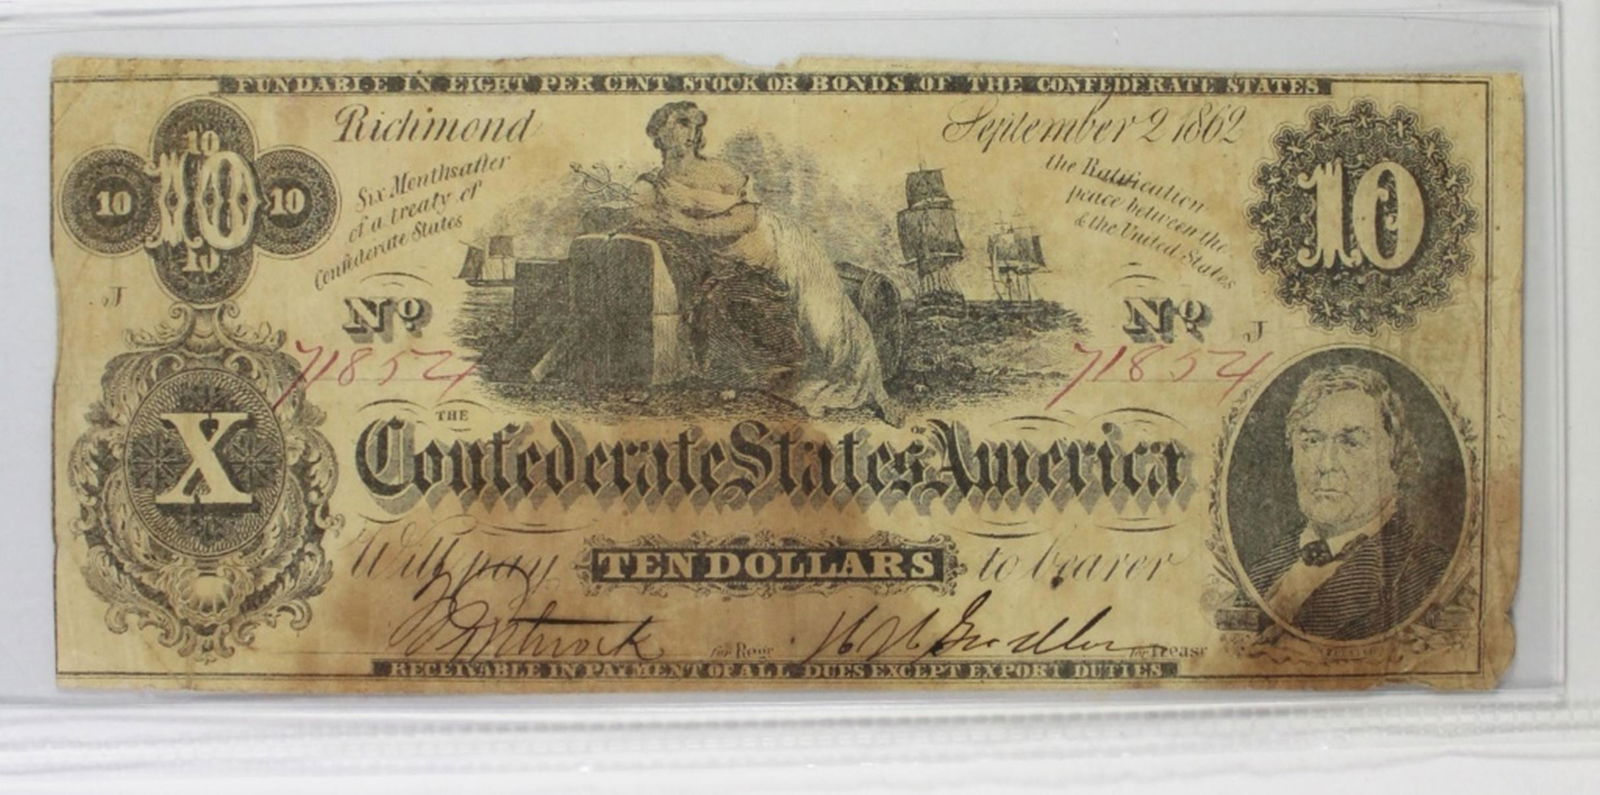 FUNDABLE IN EIGHT PER CENT STOCK OR BONDS OF THE CONFEDERATE STATES
Richmond
September 2 1862
10
10
10
10
10
10
Six Months after
of a treaty of
Confederate States
the Ratification
peace between the
& the United States
J
Nº
Nº
J
71854
71854
X
THE
Confederate States OF America
Will pay TEN DOLLARS to bearer
for Regr
for Treasr
RECEIVABLE IN PAYMENT OF ALL DUES EXCEPT EXPORT DUTIES